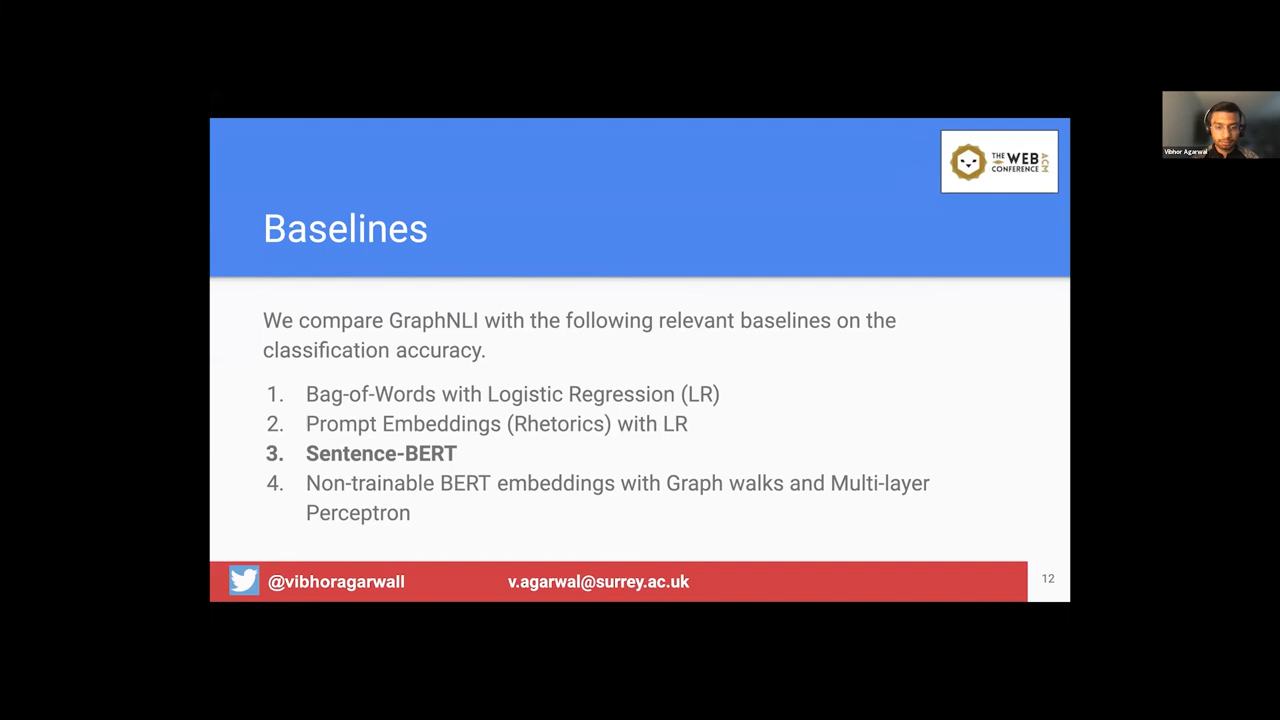 THE WEB
CONFERENCE
ACM
Vibhor Agarwal
Baselines
We compare GraphNLI with the following relevant baselines on the
classification accuracy.
1. Bag-of-Words with Logistic Regression (LR)
2. Prompt Embeddings (Rhetorics) with LR
3. Sentence-BERT
4. Non-trainable BERT embeddings with Graph walks and Multi-layer
Perceptron
@vibhoragarwall v.agarwal@surrey.ac.uk 12